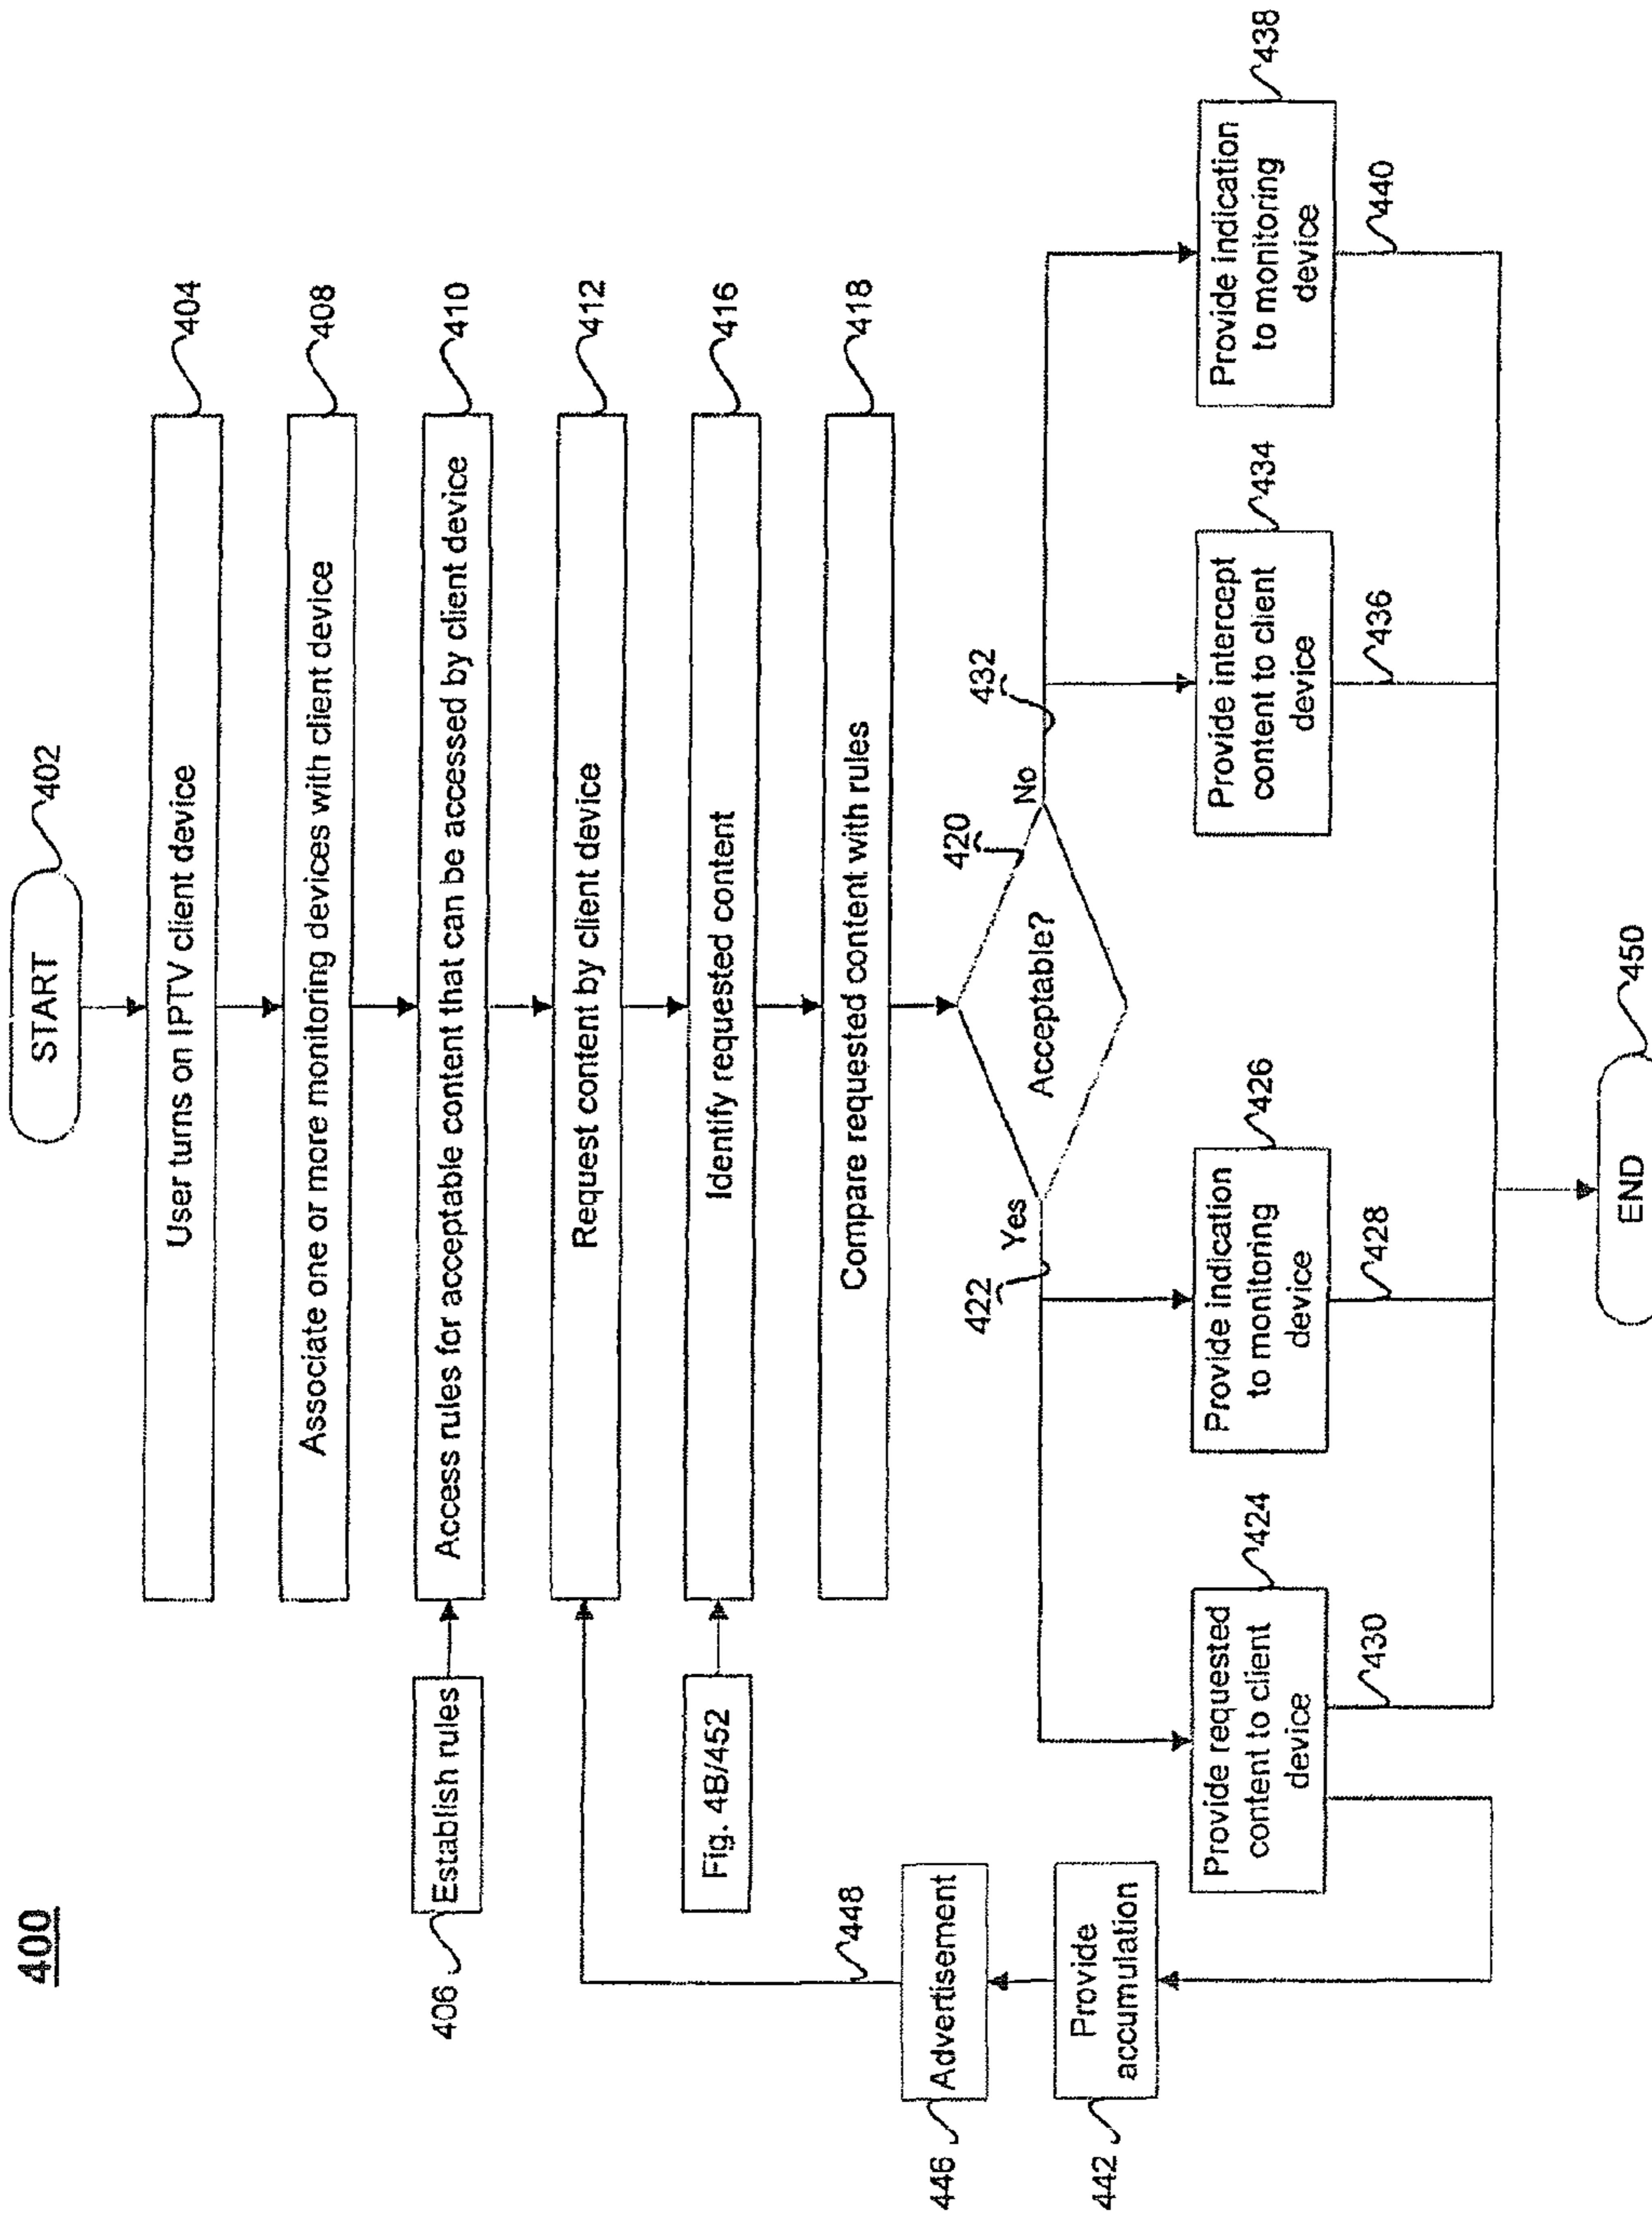 400
START
402
User turns on IPTV client device
404
Associate one or more monitoring devices with client device
408
406
Establish rules
Access rules for acceptable content that can be accessed by client device
410
Request content by client device
412
Fig. 4B/452
Identify requested content
416
Compare requested content with rules
418
446
Advertisement
448
442
Provide
accumulation
420
Acceptable?
Yes
422
No
432
Provide requested
content to client
device
424
430
Provide indication
to monitoring
device
426
428
Provide intercept
content to client
device
434
436
Provide indication
to monitoring
device
438
440
END
450